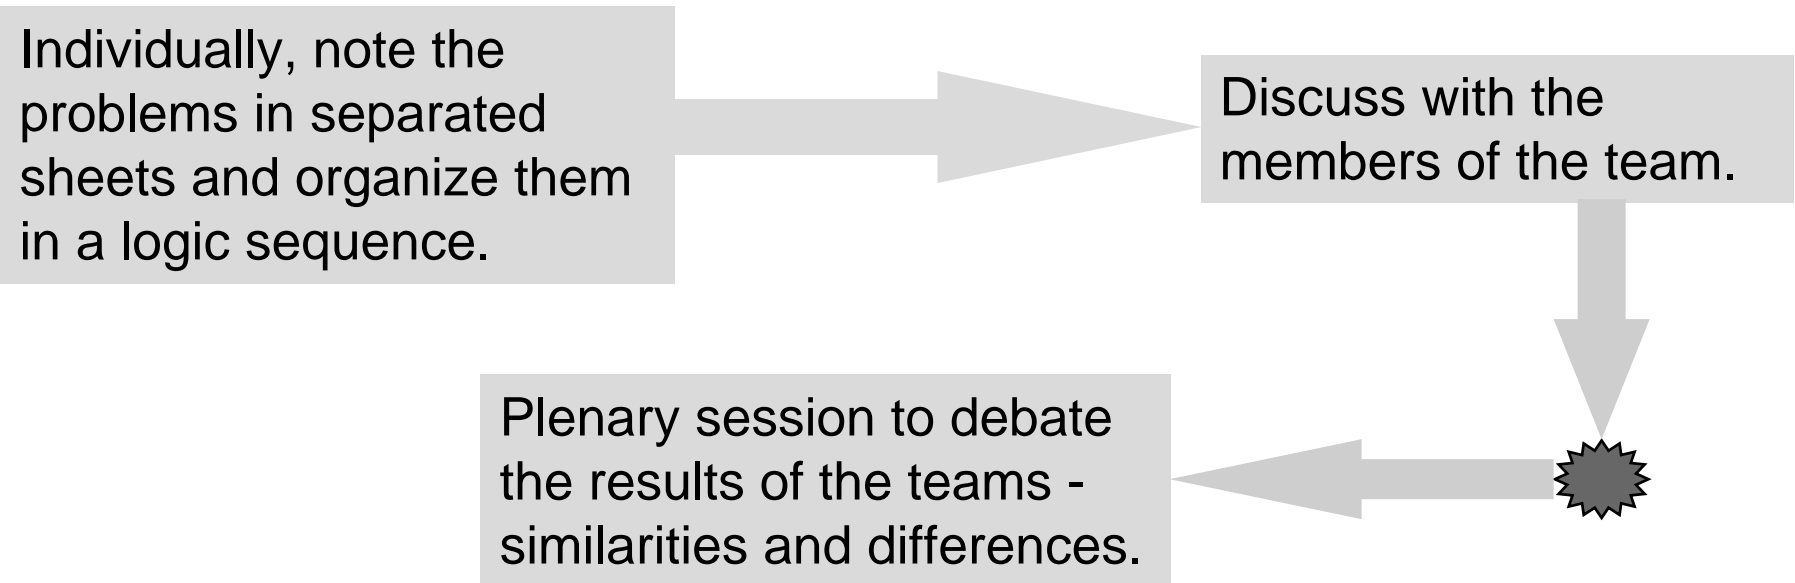 Individually, note the
problems in separated
sheets and organize them
in a logic sequence.
Discuss with the
members of the team.
Plenary session to debate
the results of the teams -
similarities and differences.